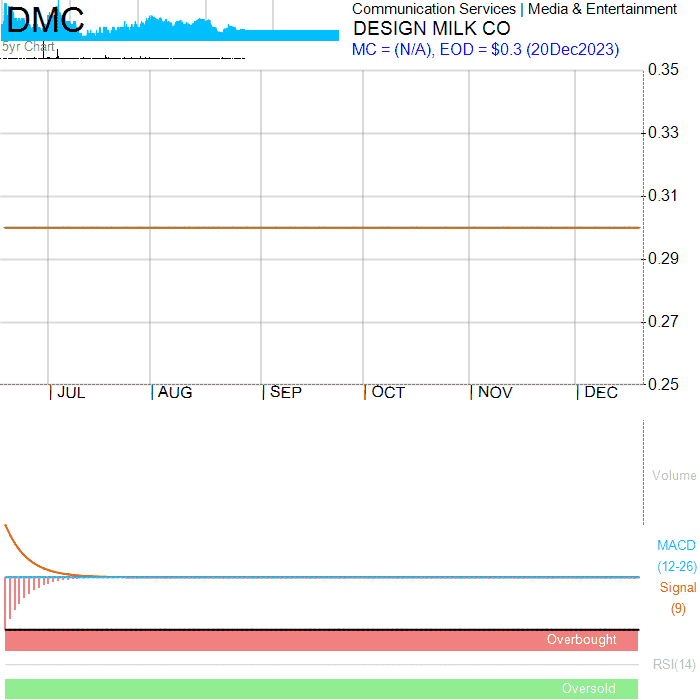 DMC
5yr Chart
Communication Services | Media & Entertainment
DESIGN MILK CO
MC = (N/A), EOD = $0.3 (20Dec2023)
0.35
0.33
0.31
0.29
0.27
0.25
| JUL | AUG | SEP | OCT | NOV | DEC
Volume
MACD
(12-26)
Signal
(9)
Overbought
RSI(14)
Oversold